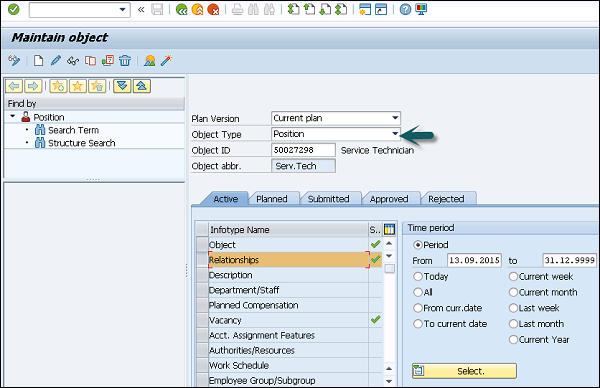 Maintain object
Find by
Position
Search Term
Structure Search
Plan Version Current plan
Object Type Position
Object ID 50027298 Service Technician
Object abbr. Serv.Tech
Active Planned Submitted Approved Rejected
Infotype Name S..
Object
Relationships
Description
Department/Staff
Planned Compensation
Vacancy
Acct. Assignment Features
Authorities/Resources
Work Schedule
Employee Group/Subgroup
Time period
Period
From 13.09.2015 to 31.12.9999
Today Current week
All Current month
From curr.date Last week
To current date Last month
Current Year
Select.